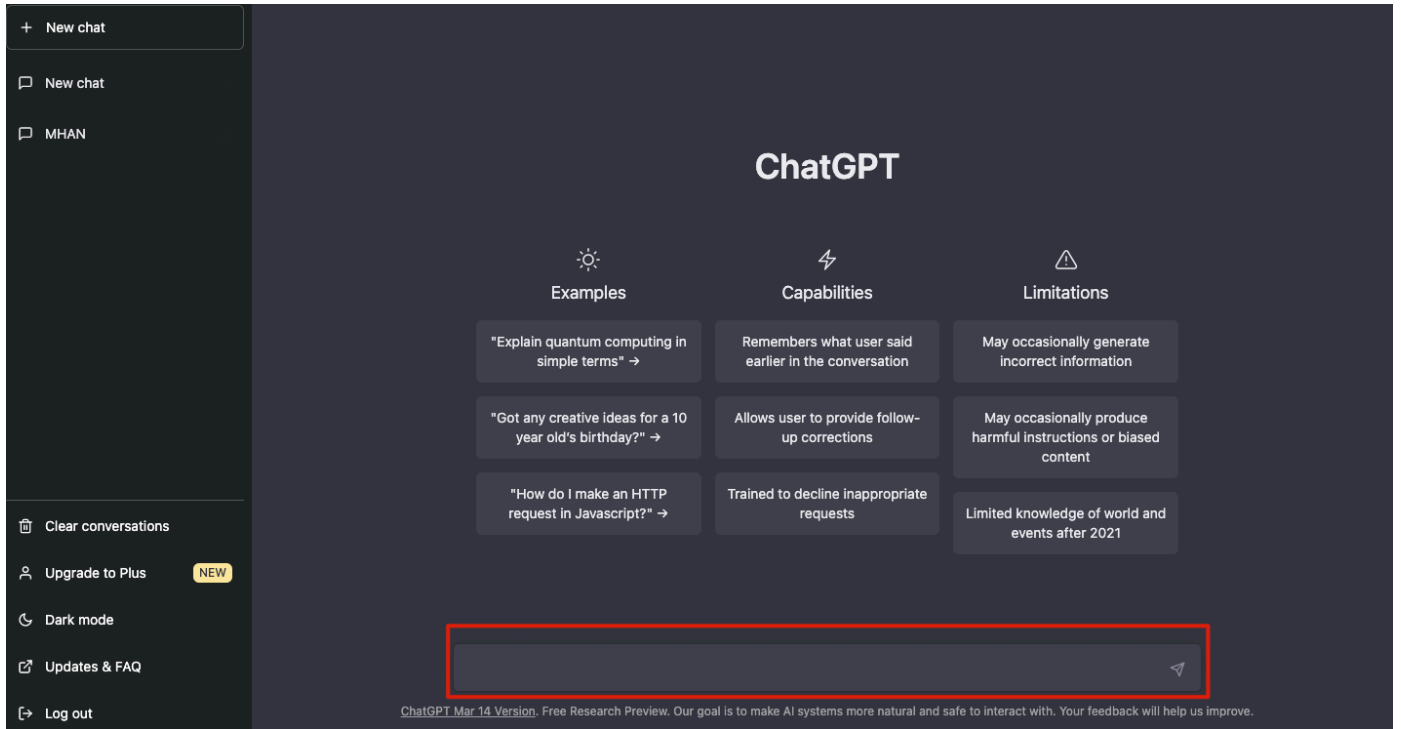 New chat
New chat
MHAN
Clear conversations
Upgrade to Plus NEW
Dark mode
Updates & FAQ
Log out
ChatGPT
Examples
"Explain quantum computing in
simple terms" →
"Got any creative ideas for a 10
year old's birthday?" →
"How do I make an HTTP
request in Javascript?" →
Capabilities
Remembers what user said
earlier in the conversation
Allows user to provide follow-
up corrections
Trained to decline inappropriate
requests
Limitations
May occasionally generate
incorrect information
May occasionally produce
harmful instructions or biased
content
Limited knowledge of world and
events after 2021
ChatGPT Mar 14 Version. Free Research Preview. Our goal is to make AI systems more natural and safe to interact with. Your feedback will help us improve.